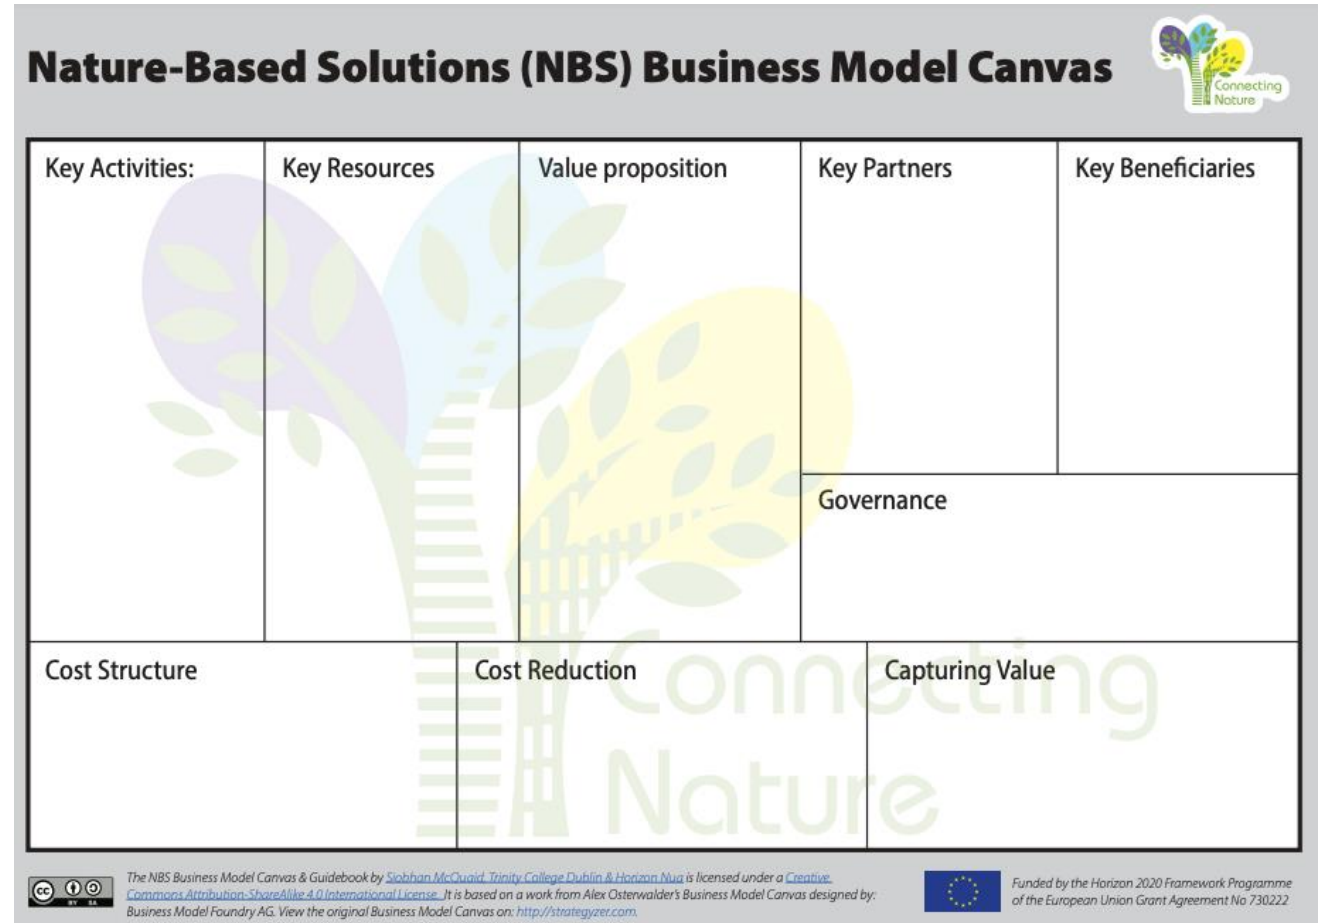 Nature-Based Solutions (NBS) Business Model Canvas
Connecting
Nature
Key Activities:
Key Resources
Value proposition
Key Partners
Key Beneficiaries
Governance
Cost Structure
Cost Reduction
Capturing Value
Connecting
Nature
cc
BY SA
The NBS Business Model Canvas & Guidebook by Siobhan McQuaid, Trinity College Dublin & Horizon Nua is licensed under a Creative
Commons Attribution-ShareAlike 4.0 International License. It is based on a work from Alex Osterwalder's Business Model Canvas designed by:
Business Model Foundry AG. View the original Business Model Canvas on: http://strategyzer.com.
Funded by the Horizon 2020 Framework Programme
of the European Union Grant Agreement No 730222